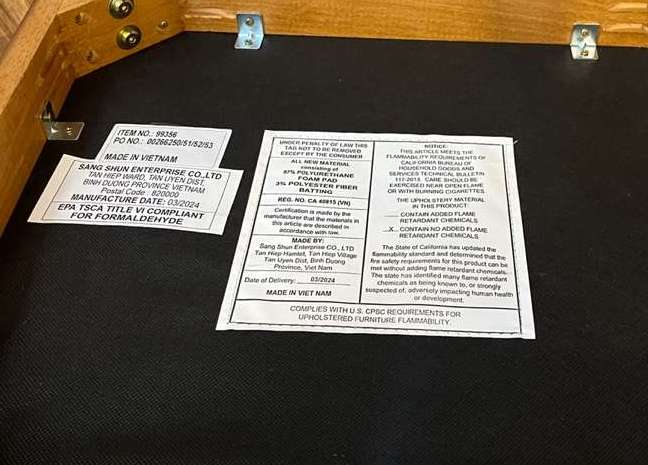 ITEM NO.: 99356
PO NO.: 00266250/51/52/53
MADE IN VIETNAM
SANG SHUN ENTERPRISE CO.,LTD
TAN HIEP WARD, TAN UYEN DIST,
BINH DUONG PROVINCE VIETNAM
Postal Code : 820000
MANUFACTURE DATE: 03/2024
EPA TSCA TITLE VI COMPLIANT
FOR FORMALDEHYDE
UNDER PENALTY OF LAW THIS
TAG NOT TO BE REMOVED
EXCEPT BY THE CONSUMER
ALL NEW MATERIAL
consisting of
97% POLYURETHANE
FOAM PAD
3% POLYESTER FIBER
BATTING
REG. NO. CA 40815 (VN)
Certification is made by the
manufacturer that the materials in
this article are described in
accordance with law.
MADE BY:
Sang Shun Enterprise CO., LTD
Tan Hiep Hamlet, Tan Hiep Village
Tan Uyen Dist, Binh Duong
Province, Viet Nam
Date of Delivery: 03/2024
MADE IN VIET NAM
NOTICE:
THIS ARTICLE MEETS THE
FLAMMABILITY REQUIREMENTS OF
CALIFORNIA BUREAU OF
HOUSEHOLD GOODS AND
SERVICES TECHNICAL BULLETIN
117-2013. CARE SHOULD BE
EXERCISED NEAR OPEN FLAME
OR WITH BURNING CIGARETTES.
THE UPHOLSTERY MATERIAL
IN THIS PRODUCT:
CONTAIN ADDED FLAME
RETARDANT CHEMICALS
X CONTAIN NO ADDED FLAME
RETARDANT CHEMICALS
The State of California has updated the
flammability standard and determined that the
fire safety requirements for this product can be
met without adding flame retardant chemicals.
The state has identified many flame retardant
chemicals as being known to, or strongly
suspected of, adversely impacting human health
or development.
COMPLIES WITH U.S. CPSC REQUIREMENTS FOR
UPHOLSTERED FURNITURE FLAMMABILITY.